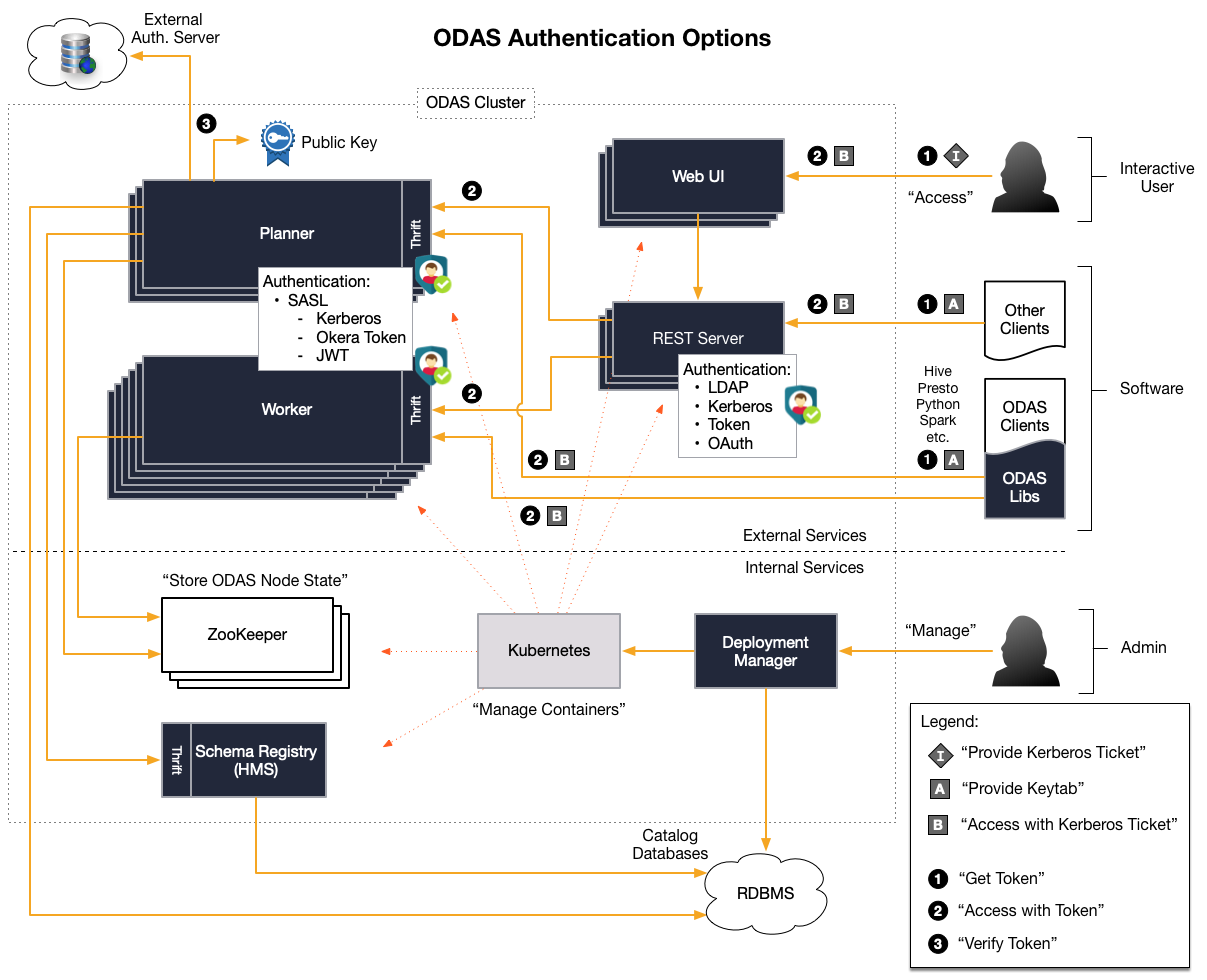 External
Auth. Server
ODAS Authentication Options
ODAS Cluster
3
Public Key
2
2 B
1 I
Web UI
“Access”
Interactive
User
Planner
Thrift
Authentication:
• SASL
- Kerberos
- Okera Token
- JWT
2 B
1 A
REST Server
Other
Clients
Authentication:
• LDAP
• Kerberos
• Token
• OAuth
Hive
Presto
Python
Spark
etc.
Software
ODAS
Clients
Worker
Thrift
2
2 B
1 A
ODAS
Libs
2 B
External Services
Internal Services
“Store ODAS Node State”
ZooKeeper
Kubernetes
“Manage Containers”
Deployment
Manager
“Manage”
Admin
Thrift
Schema Registry
(HMS)
Catalog
Databases
RDBMS
Legend:
I “Provide Kerberos Ticket”
A “Provide Keytab”
B “Access with Kerberos Ticket”
1 “Get Token”
2 “Access with Token”
3 “Verify Token”